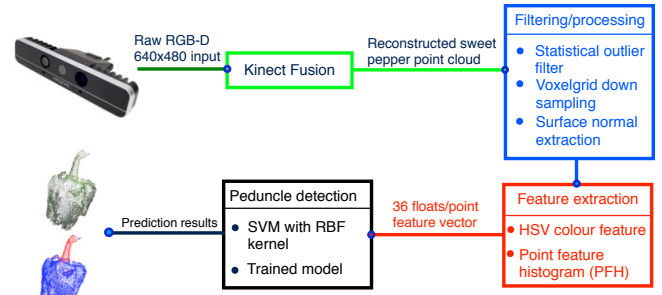 Raw RGB-D
640x480 input
Kinect Fusion
Reconstructed sweet
pepper point cloud
Filtering/processing
Statistical outlier
filter
Voxelgrid down
sampling
Surface normal
extraction
Feature extraction
HSV colour feature
Point feature
histogram (PFH)
36 floats/point
feature vector
Peduncle detection
SVM with RBF
kernel
Trained model
Prediction results